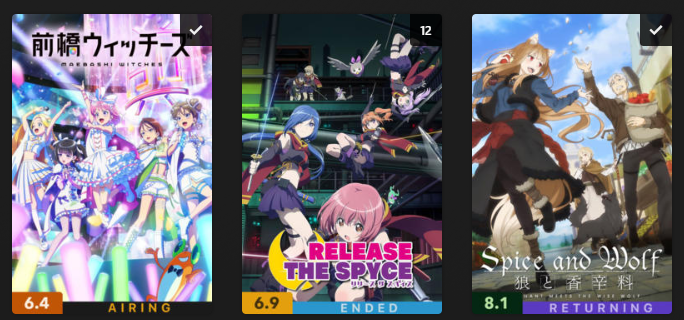 前橋ウィッチーズ
MAEBASHI WITCHES
6.4
AIRING
12
RELEASE
THE SPYCE
リリース ザ スパイス
6.9
ENDED
Spice and Wolf
狼と香辛料
MERCHANT MEETS THE WISE WOLF
8.1
RETURNING